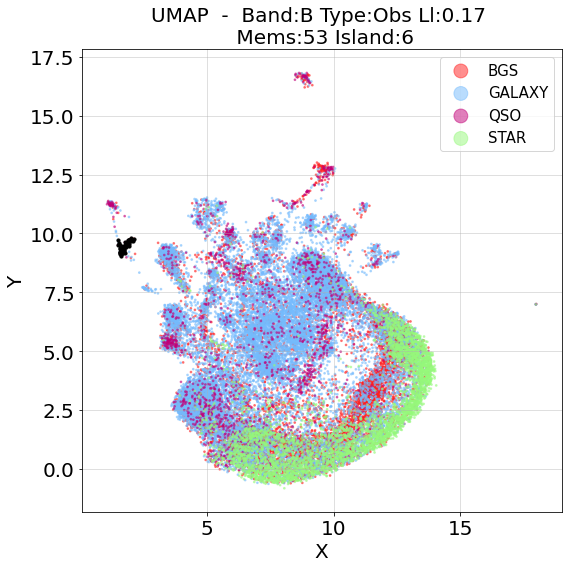 UMAP - Band:B Type:Obs Ll:0.17
Mems:53 Island:6
BGS
GALAXY
QSO
STAR
17.5
15.0
12.5
10.0
7.5
5.0
2.5
0.0
Y
5
10
15
X